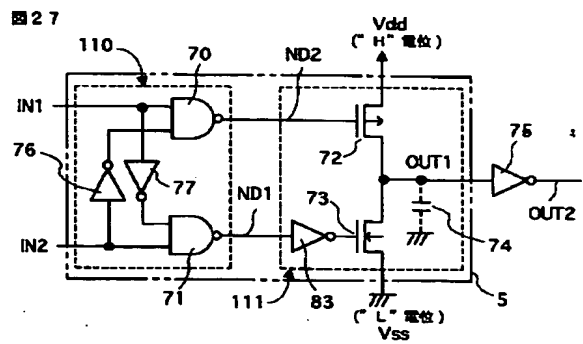 図27
110
70
ND2
Vdd
("H"電位)
IN1
76
77
72
OUT1
75
ND1
73
OUT2
IN2
74
71
111
83
5
("L"電位)
Vss